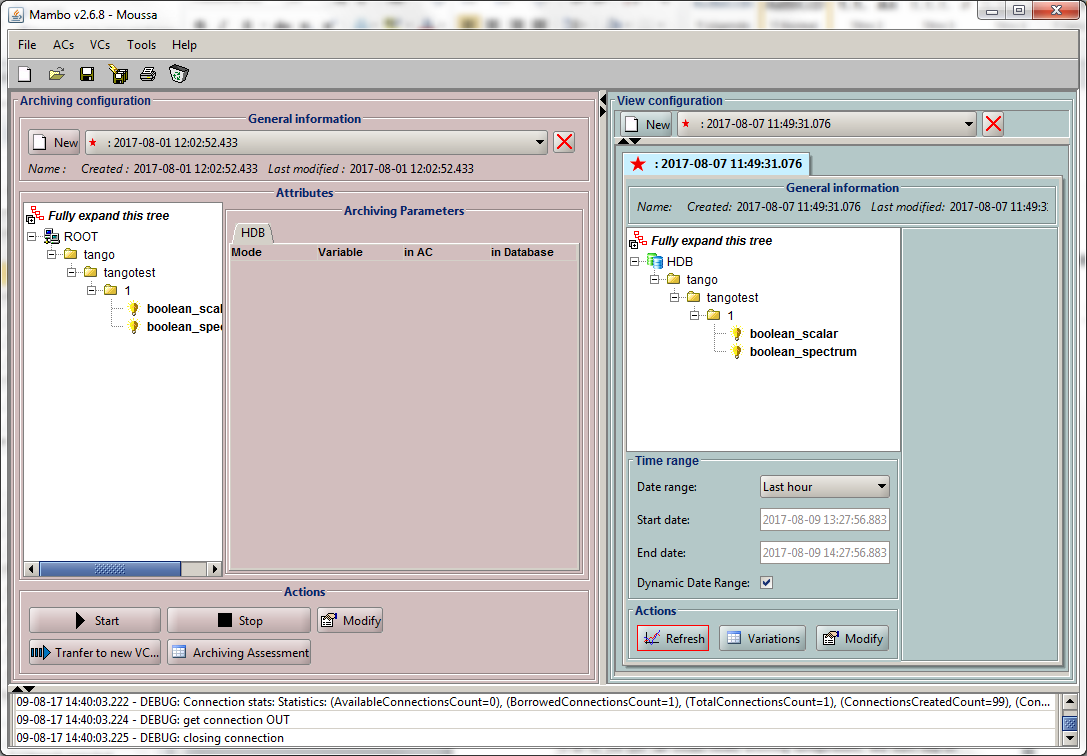 Mambo v2.6.8 - Moussa
File ACs VCs Tools Help
Archiving configuration
General information
New
: 2017-08-01 12:02:52.433
Name : Created : 2017-08-01 12:02:52.433 Last modified : 2017-08-01 12:02:52.433
Attributes
Fully expand this tree
ROOT
tango
tangotest
1
boolean_scal
boolean_spec
Archiving Parameters
HDB
Mode Variable in AC in Database
Actions
Start Stop Modify
Tranfer to new VC... Archiving Assessment
View configuration
New
: 2017-08-07 11:49:31.076
: 2017-08-07 11:49:31.076
General information
Name: Created: 2017-08-07 11:49:31.076 Last modified: 2017-08-07 11:49:3
Fully expand this tree
HDB
tango
tangotest
1
boolean_scalar
boolean_spectrum
Time range
Date range: Last hour
Start date: 2017-08-09 13:27:56.883
End date: 2017-08-09 14:27:56.883
Dynamic Date Range:
Actions
Refresh Variations Modify
09-08-17 14:40:03.222 - DEBUG: Connection stats: Statistics: (AvailableConnectionsCount=0), (BorrowedConnectionsCount=1), (TotalConnectionsCount=1), (ConnectionsCreatedCount=99), (Con...
09-08-17 14:40:03.224 - DEBUG: get connection OUT
09-08-17 14:40:03.225 - DEBUG: closing connection